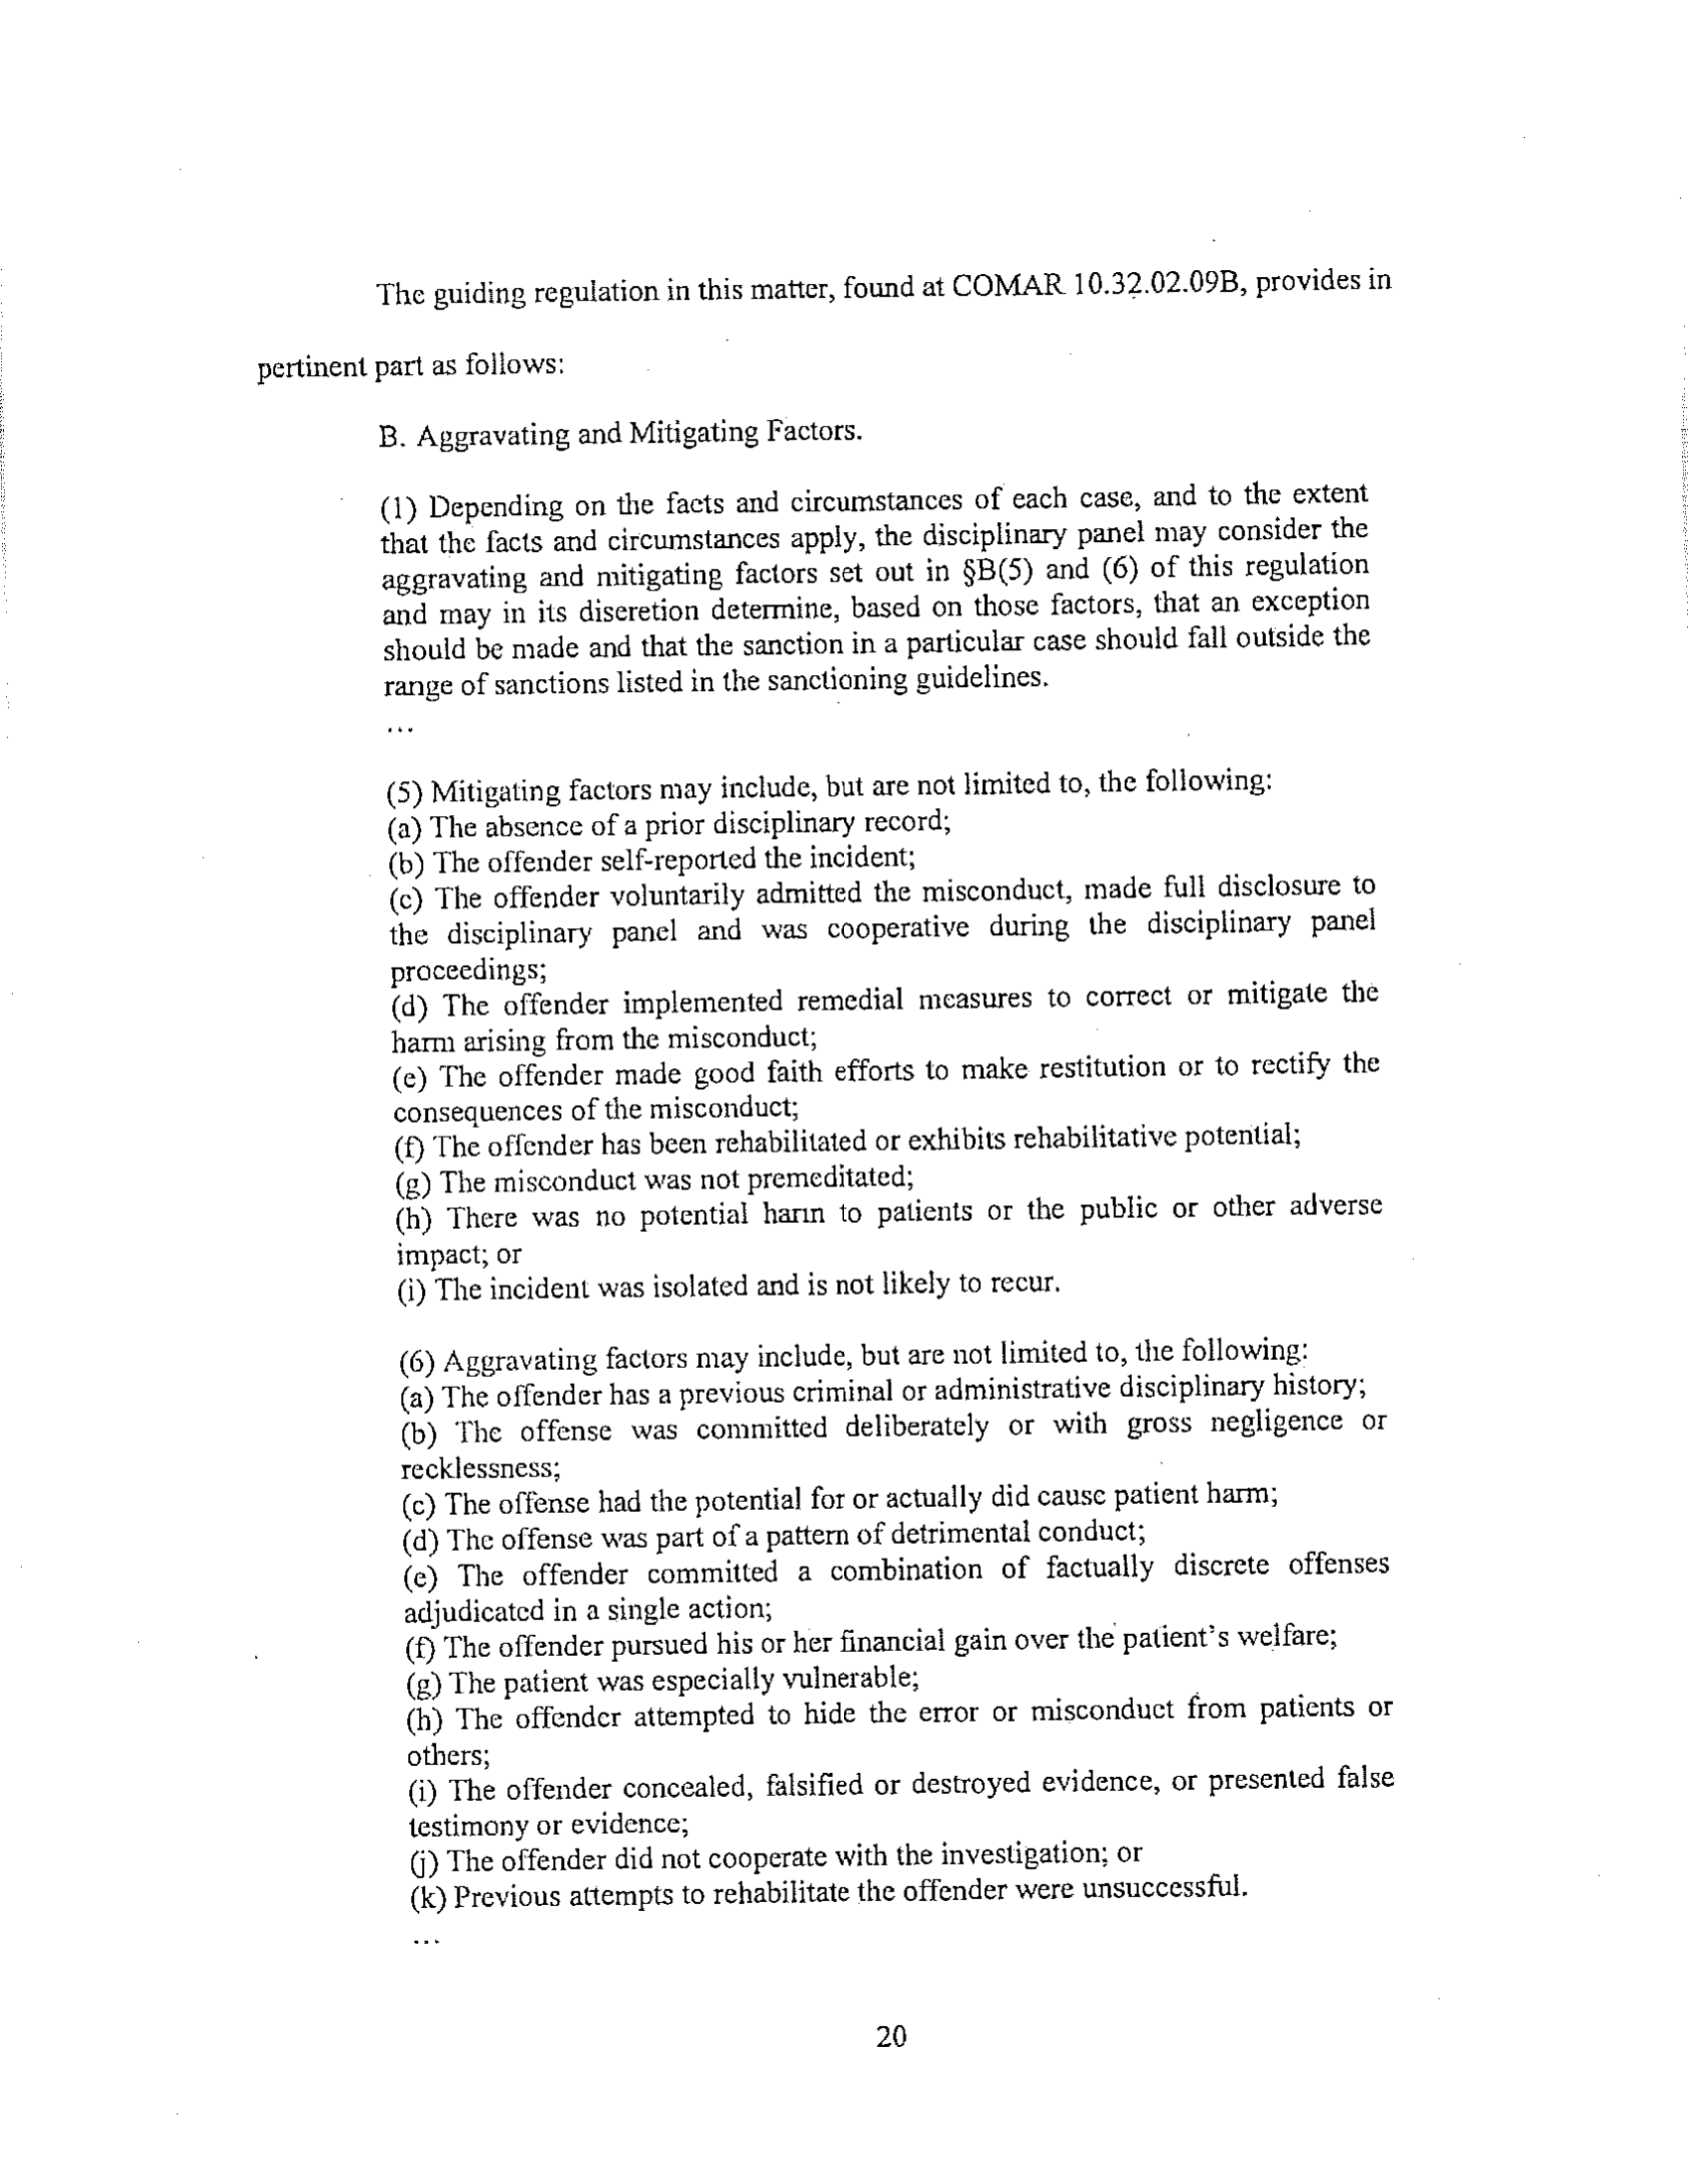 The guiding regulation in this matter, found at COMAR 10.32.02.09B, provides in
pertinent part as follows:
B. Aggravating and Mitigating Factors.
(1) Depending on the facts and circumstances of each case, and to the extent
that the facts and circumstances apply, the disciplinary panel may consider the
aggravating and mitigating factors set out in §B(5) and (6) of this regulation
and may in its discretion determine, based on those factors, that an exception
should be made and that the sanction in a particular case should fall outside the
range of sanctions listed in the sanctioning guidelines.
...
(5) Mitigating factors may include, but are not limited to, the following:
(a) The absence of a prior disciplinary record;
(b) The offender self-reported the incident;
(c) The offender voluntarily admitted the misconduct, made full disclosure to
the disciplinary panel and was cooperative during the disciplinary panel
proceedings;
(d) The offender implemented remedial measures to correct or mitigate the
harm arising from the misconduct;
(e) The offender made good faith efforts to make restitution or to rectify the
consequences of the misconduct;
(f) The offender has been rehabilitated or exhibits rehabilitative potential;
(g) The misconduct was not premeditated;
(h) There was no potential harm to patients or the public or other adverse
impact; or
(i) The incident was isolated and is not likely to recur.
(6) Aggravating factors may include, but are not limited to, the following:
(a) The offender has a previous criminal or administrative disciplinary history;
(b) The offense was committed deliberately or with gross negligence or
recklessness;
(c) The offense had the potential for or actually did cause patient harm;
(d) The offense was part of a pattern of detrimental conduct;
(e) The offender committed a combination of factually discrete offenses
adjudicated in a single action;
(f) The offender pursued his or her financial gain over the patient's welfare;
(g) The patient was especially vulnerable;
(h) The offender attempted to hide the error or misconduct from patients or
others;
(i) The offender concealed, falsified or destroyed evidence, or presented false
testimony or evidence;
(j) The offender did not cooperate with the investigation; or
(k) Previous attempts to rehabilitate the offender were unsuccessful.
...
20